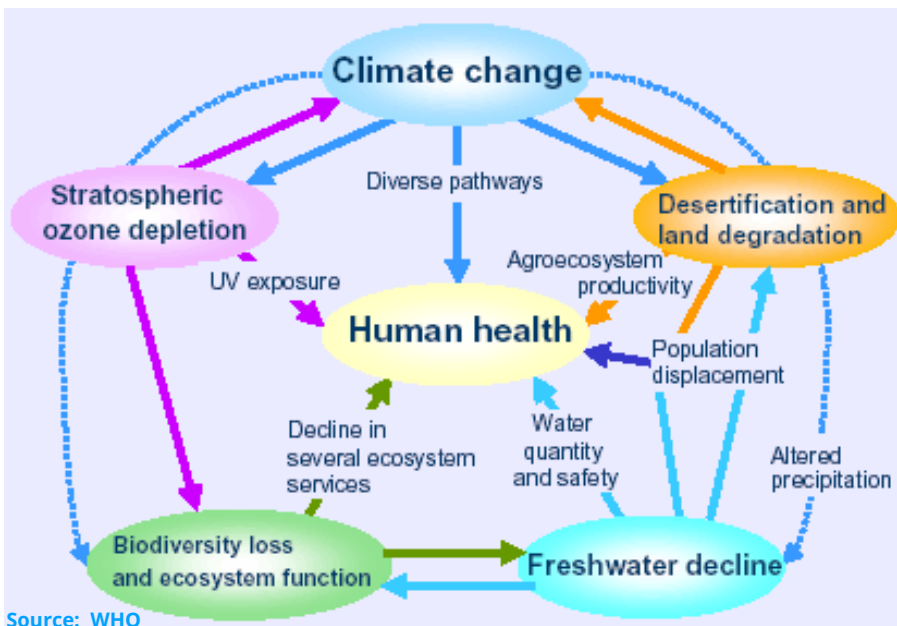 Climate change
Diverse pathways
Stratospheric
ozone depletion
Desertification and
land degradation
UV exposure
Agroecosystem
productivity
Human health
Population
displacement
Decline in
several ecosystem
services
Water
quantity
and safety
Altered
precipitation
Biodiversity loss
and ecosystem function
Freshwater decline
Source: WHO